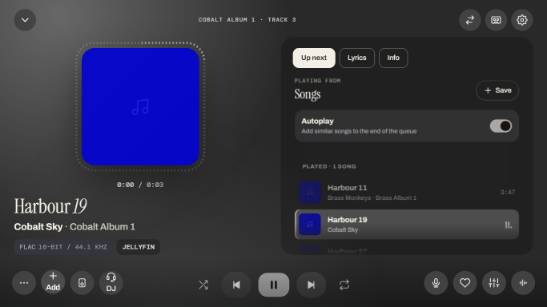 COBALT ALBUM 1 · TRACK 3
0:00 / 0:03
Harbour 19
Cobalt Sky · Cobalt Album 1
FLAC 16-BIT / 44.1 KHZ
JELLYFIN
Add
DJ
Up next
Lyrics
Info
PLAYING FROM
Songs
+ Save
Autoplay
Add similar songs to the end of the queue
PLAYED · 1 SONG
Harbour 11
Brass Monkeys · Brass Album 1
3:47
Harbour 19
Cobalt Sky